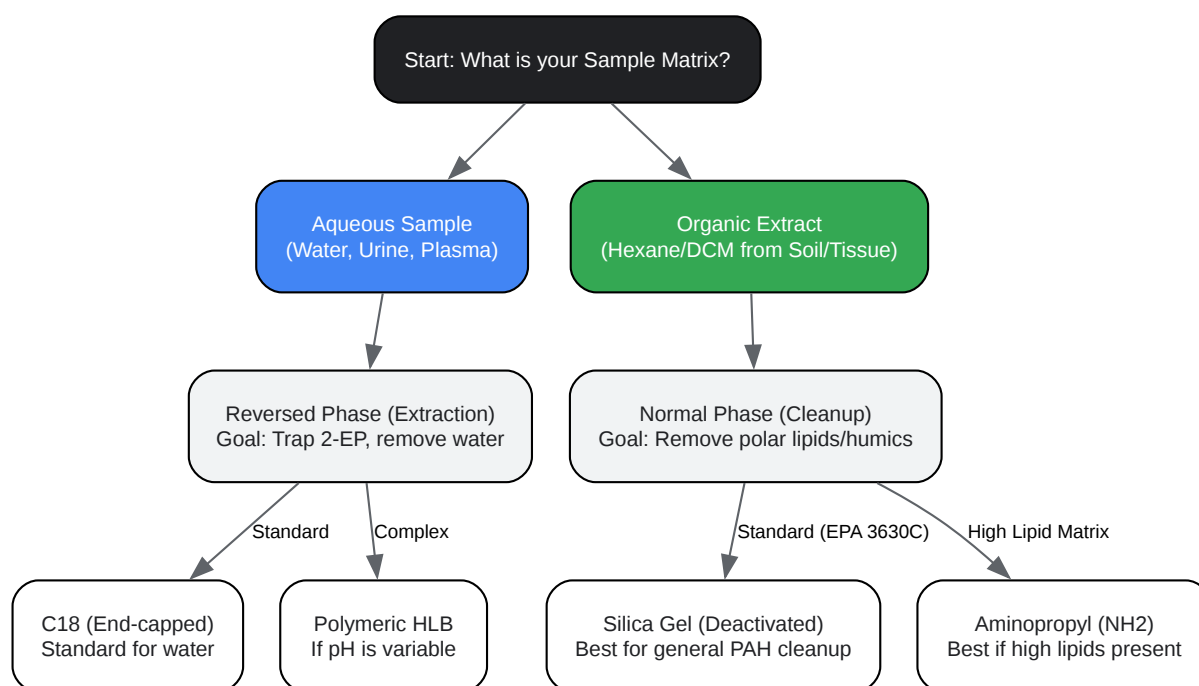 Start: What is your Sample Matrix?
Aqueous Sample
(Water, Urine, Plasma)
Organic Extract
(Hexane/DCM from Soil/Tissue)
Reversed Phase (Extraction)
Goal: Trap 2-EP, remove water
Normal Phase (Cleanup)
Goal: Remove polar lipids/humics
Standard
Complex
Standard (EPA 3630C)
High Lipid Matrix
C18 (End-capped)
Standard for water
Polymeric HLB
If pH is variable
Silica Gel (Deactivated)
Best for general PAH cleanup
Aminopropyl (NH2)
Best if high lipids present